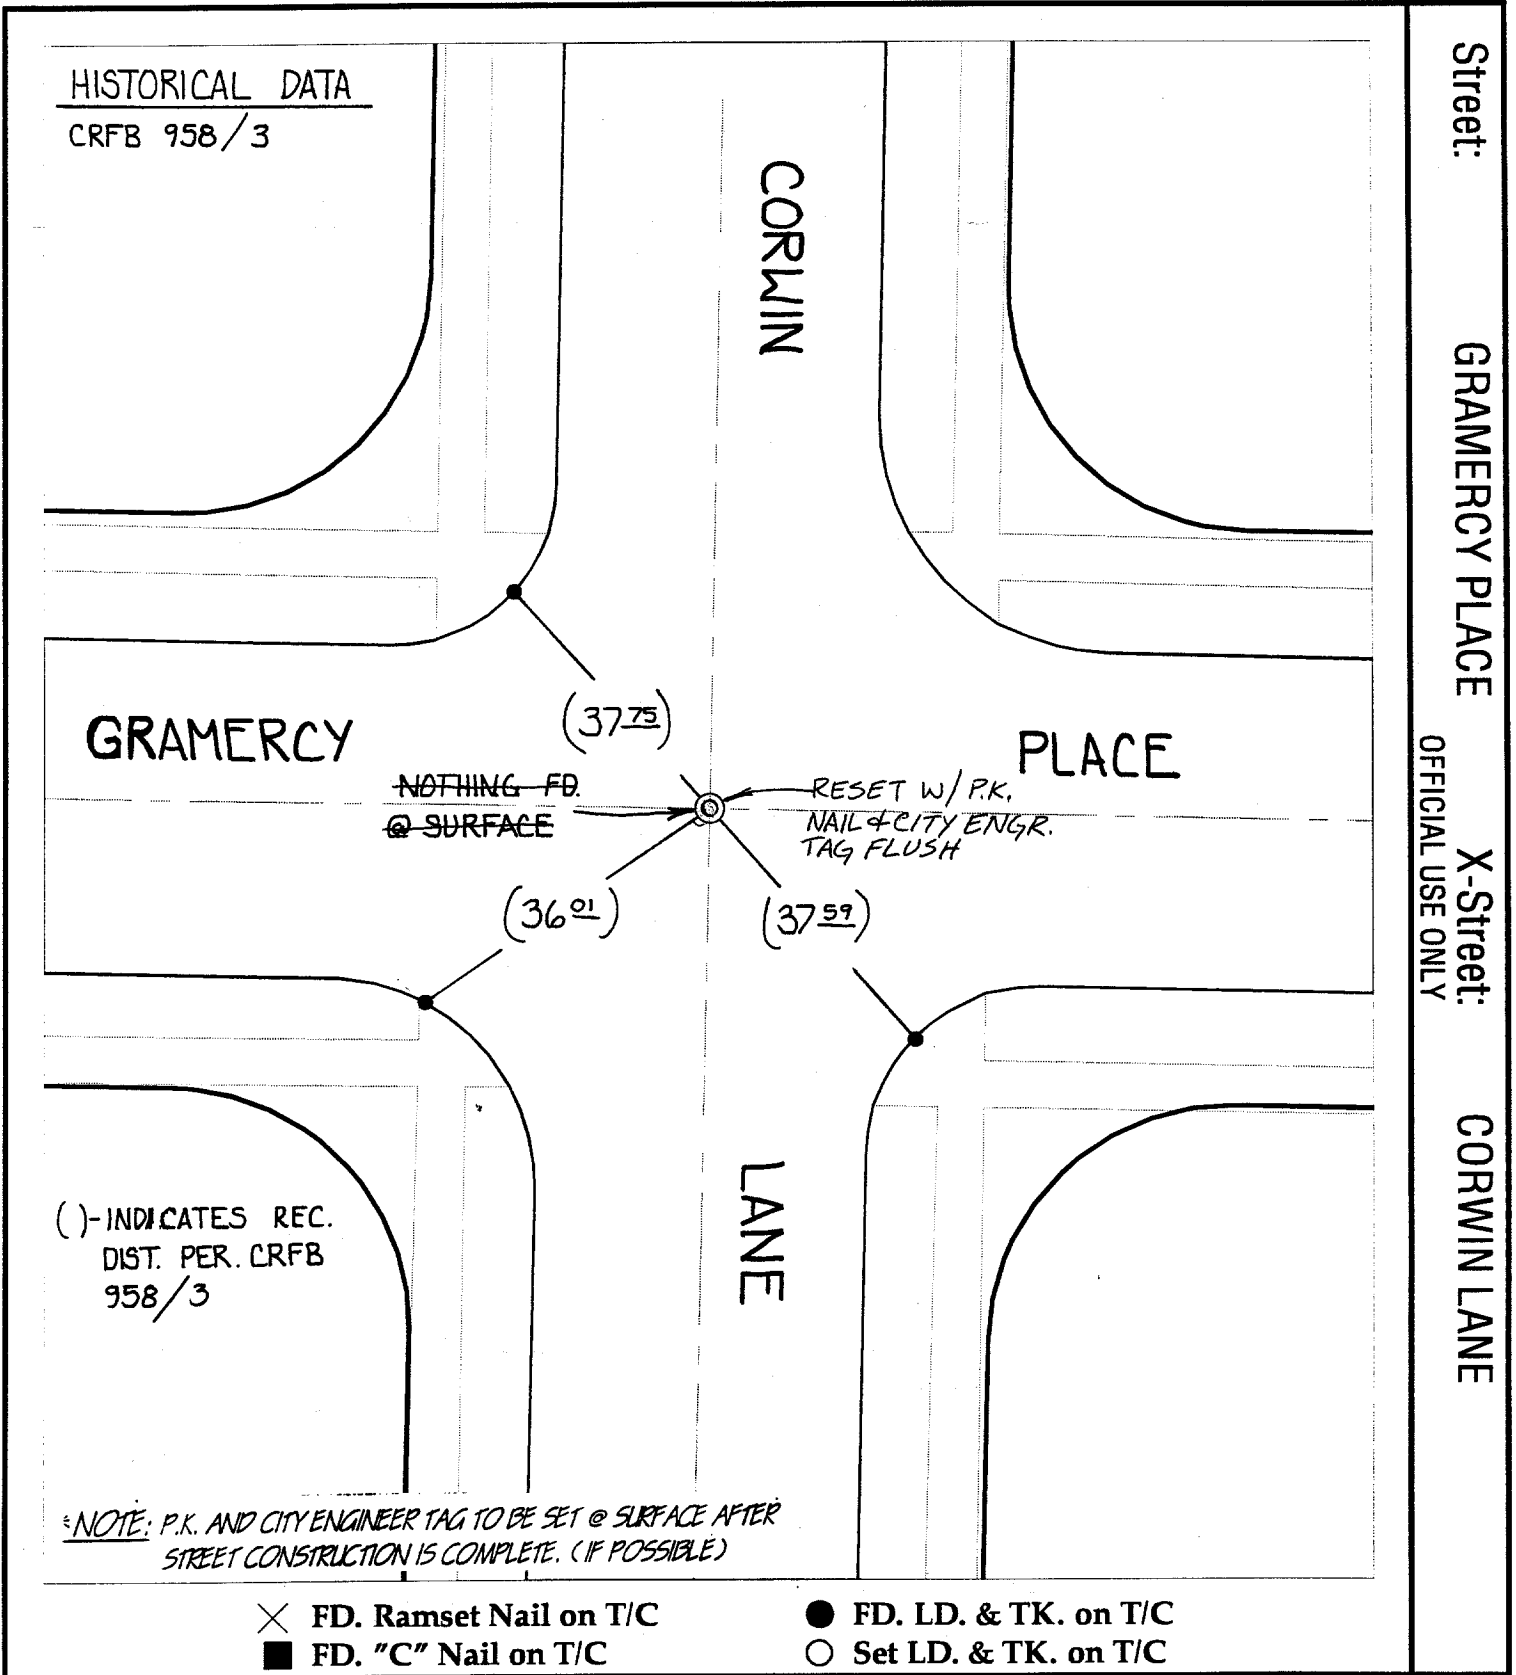 HISTORICAL DATA
CRFB 958/3
CORWIN
(37 75)
GRAMERCY
PLACE
NOTHING FD.
@ SURFACE
RESET W/ P.K.
NAIL & CITY ENGR.
TAG FLUSH
(36 01)
(37 59)
LANE
( )-INDICATES REC.
DIST. PER. CRFB
958/3
NOTE: P.K. AND CITY ENGINEER TAG TO BE SET @ SURFACE AFTER
STREET CONSTRUCTION IS COMPLETE. (IF POSSIBLE)
FD. Ramset Nail on T/C
FD. "C" Nail on T/C
FD. LD. & TK. on T/C
Set LD. & TK. on T/C
Street: GRAMERCY PLACE X-Street: CORWIN LANE
OFFICIAL USE ONLY